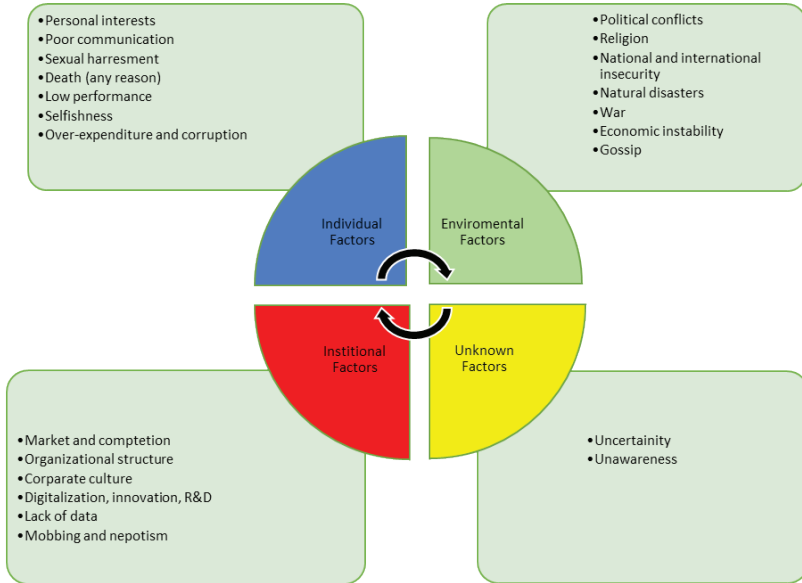 •Personal interests
•Poor communication
•Sexual harresment
•Death (any reason)
•Low performance
•Selfishness
•Over-expenditure and corruption
•Political conflicts
•Religion
•National and international
insecurity
•Natural disasters
•War
•Economic instability
•Gossip
Individual
Factors
Enviromental
Factors
Institional
Factors
Unknown
Factors
•Market and comptetion
•Organizational structure
•Corparate culture
•Digitalization, innovation, R&D
•Lack of data
•Mobbing and nepotism
•Uncertainity
•Unawareness